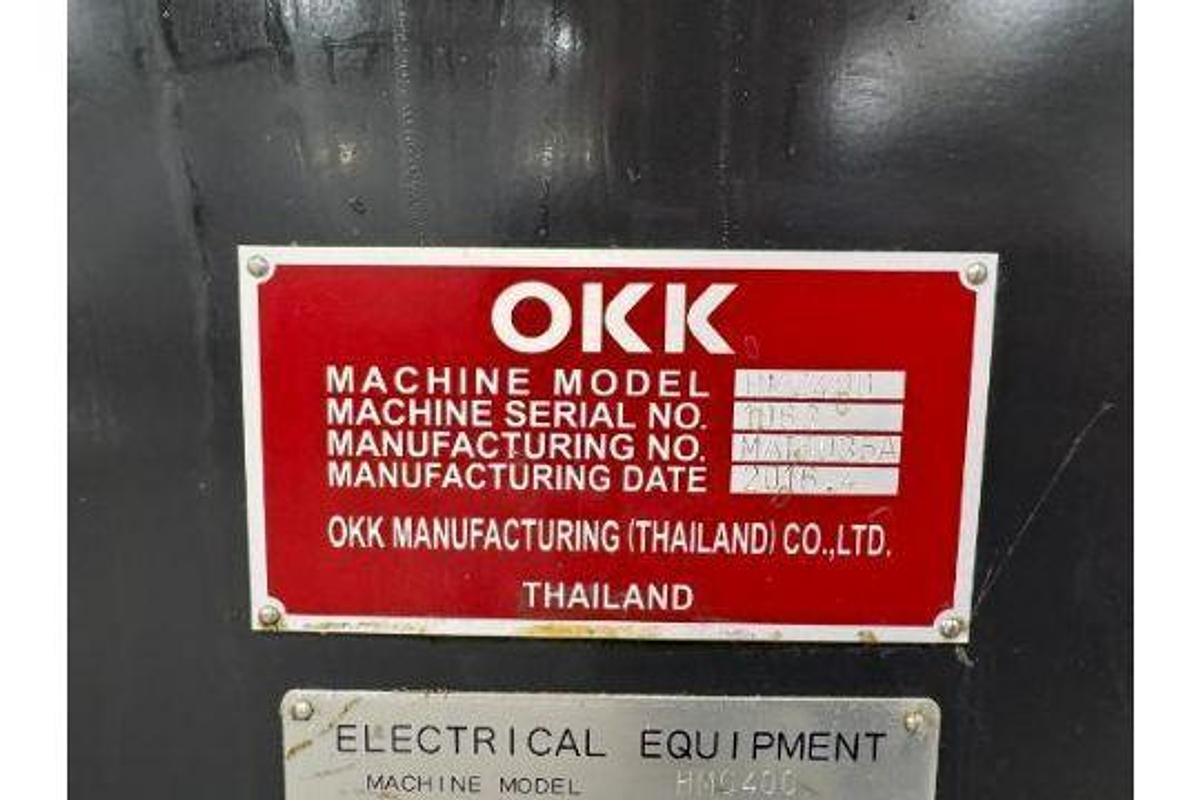 OKK
MACHINE MODEL
MACHINE SERIAL NO.
MANUFACTURING NO.
MANUFACTURING DATE
OKK MANUFACTURING (THAILAND) CO.,LTD.
THAILAND
ELECTRICAL EQUIPMENT
MACHINE MODEL HMC400